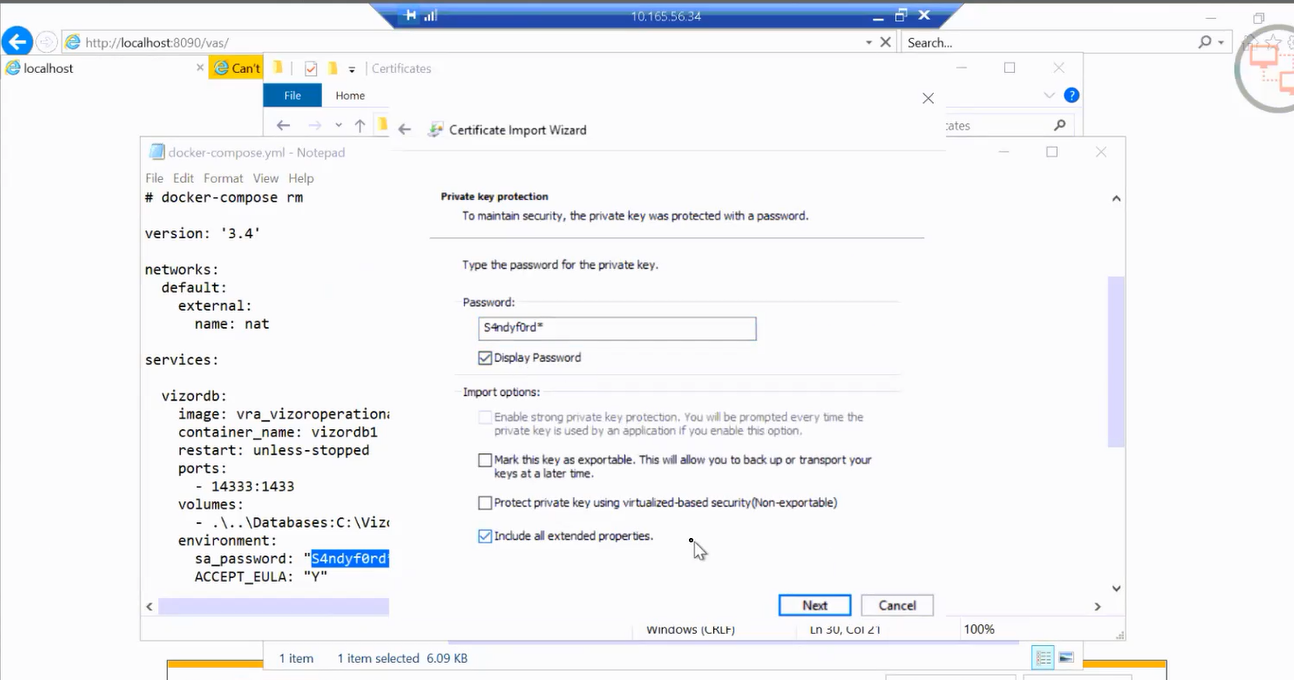 10.165.56.34
http://localhost:8090/vas/
Search...
localhost
Can't
Certificates
File
Home
Certificate Import Wizard
cates
docker-compose.yml - Notepad
File Edit Format View Help
# docker-compose rm
version: '3.4'
networks:
default:
external:
name: nat
services:
vizordb:
image: vra_vizoroperationa
container_name: vizordb1
restart: unless-stopped
ports:
- 14333:1433
volumes:
- .\..\Databases:C:\Vizo
environment:
sa_password: "S4ndyf0rd*
ACCEPT_EULA: "Y"
Private key protection
To maintain security, the private key was protected with a password.
Type the password for the private key.
Password:
S4ndyf0rd*
Display Password
Import options:
Enable strong private key protection. You will be prompted every time the
private key is used by an application if you enable this option.
Mark this key as exportable. This will allow you to back up or transport your
keys at a later time.
Protect private key using virtualized-based security(Non-exportable)
Include all extended properties.
Next
Cancel
Windows (CRLF)
Ln 30, Col 21
100%
1 item
1 item selected 6.09 KB